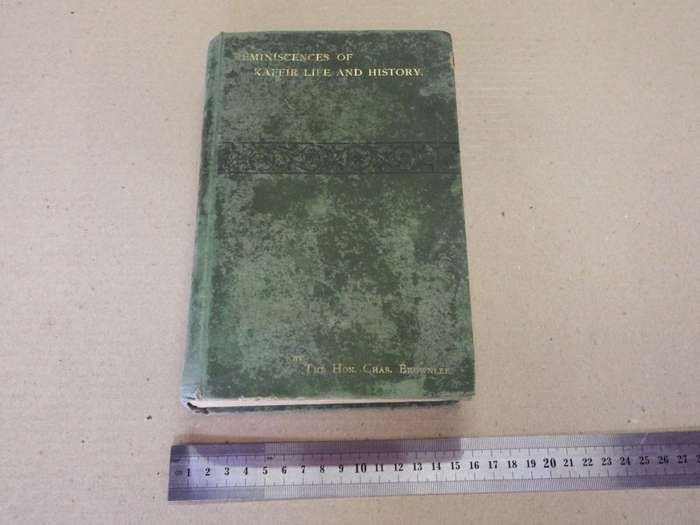 REMINISCENCES OF
KAFFIR LIFE AND HISTORY.
BY
THE HON. CHAS. BROWNLEE
1 2 3 4 5 6 7 8 9 10 11 12 13 14 15 16 17 18 19 20 21 22 23 24 25 26 27